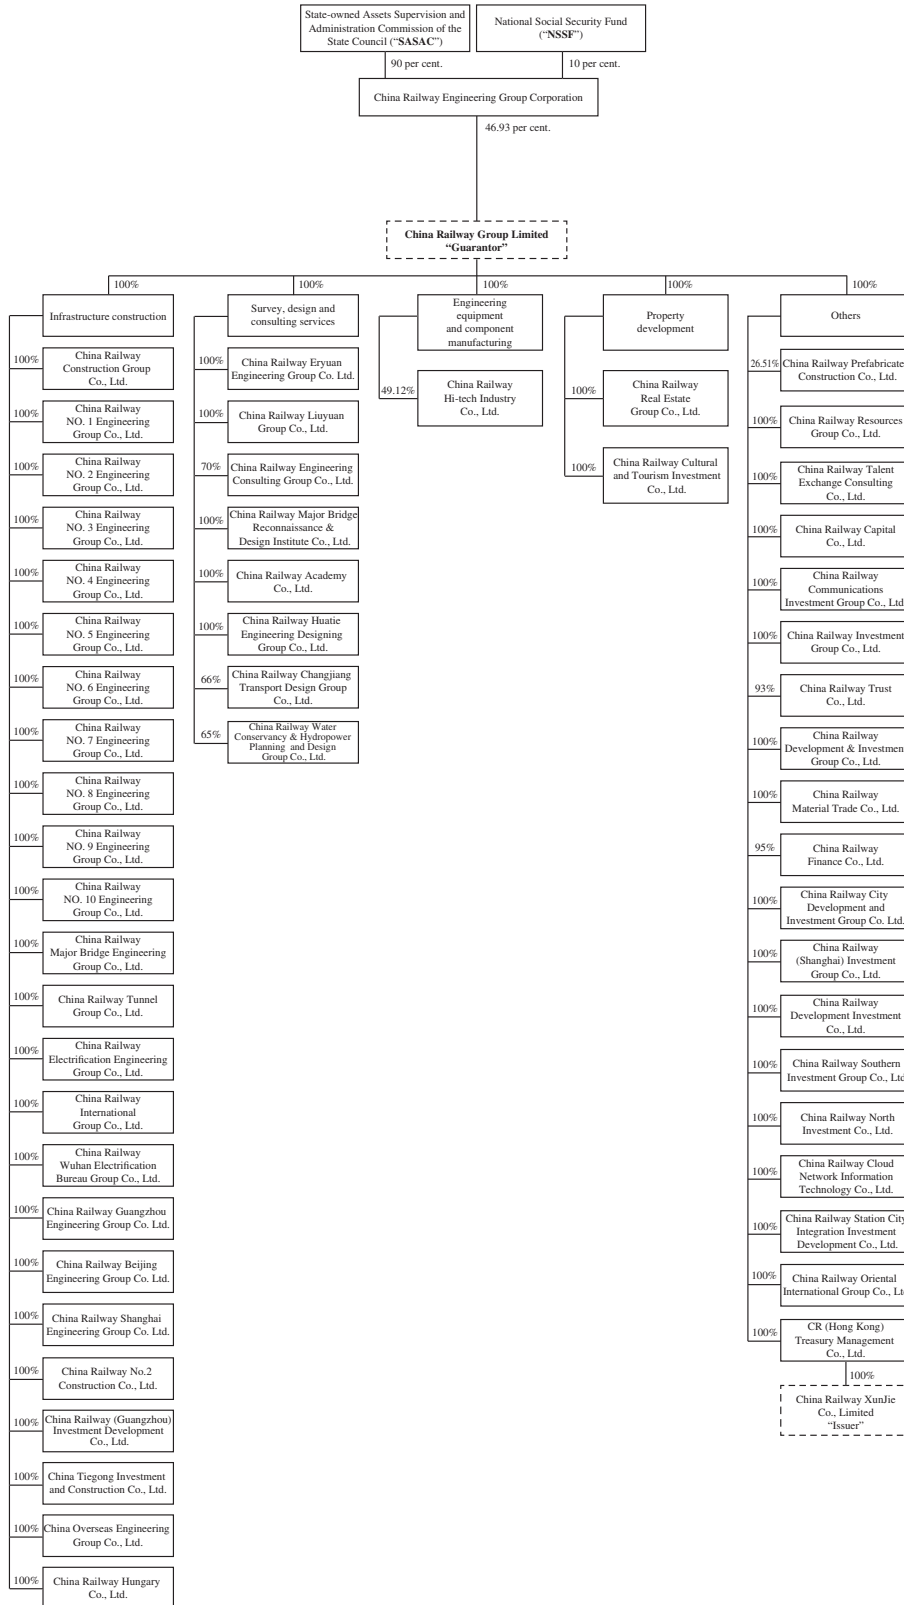 State-owned Assets Supervision and
Administration Commission of the
State Council (“SASAC”)
National Social Security Fund
(“NSSF”)
90 per cent.
10 per cent.
China Railway Engineering Group Corporation
46.93 per cent.
China Railway Group Limited
“Guarantor”
100%
100%
100%
100%
100%
Infrastructure construction
100%
China Railway
Construction Group
Co., Ltd.
100%
China Railway
NO. 1 Engineering
Group Co., Ltd.
100%
China Railway
NO. 2 Engineering
Group Co., Ltd.
100%
China Railway
NO. 3 Engineering
Group Co., Ltd.
100%
China Railway
NO. 4 Engineering
Group Co., Ltd.
100%
China Railway
NO. 5 Engineering
Group Co., Ltd.
100%
China Railway
NO. 6 Engineering
Group Co., Ltd.
100%
China Railway
NO. 7 Engineering
Group Co., Ltd.
100%
China Railway
NO. 8 Engineering
Group Co., Ltd.
100%
China Railway
NO. 9 Engineering
Group Co., Ltd.
100%
China Railway
NO. 10 Engineering
Group Co., Ltd.
100%
China Railway
Major Bridge Engineering
Group Co., Ltd.
100%
China Railway Tunnel
Group Co., Ltd.
100%
China Railway
Electrification Engineering
Group Co., Ltd.
100%
China Railway
International
Group Co., Ltd.
100%
China Railway
Wuhan Electrification
Bureau Group Co., Ltd.
100%
China Railway Guangzhou
Engineering Group Co. Ltd.
100%
China Railway Beijing
Engineering Group Co. Ltd.
100%
China Railway Shanghai
Engineering Group Co. Ltd.
100%
China Railway No.2
Construction Co., Ltd.
100%
China Railway (Guangzhou)
Investment Development
Co., Ltd.
100%
China Tiegong Investment
and Construction Co., Ltd.
100%
China Overseas Engineering
Group Co., Ltd.
100%
China Railway Hungary
Co., Ltd.
Survey, design and
consulting services
100%
China Railway Eryuan
Engineering Group Co. Ltd.
100%
China Railway Liuyuan
Group Co., Ltd.
70%
China Railway Engineering
Consulting Group Co., Ltd.
100%
China Railway Major Bridge
Reconnaissance &
Design Institute Co., Ltd.
100%
China Railway Academy
Co., Ltd.
100%
China Railway Huatie
Engineering Designing
Group Co., Ltd.
66%
China Railway Changjiang
Transport Design Group
Co., Ltd.
65%
China Railway Water
Conservancy & Hydropower
Planning and Design
Group Co., Ltd.
Engineering
equipment
and component
manufacturing
49.12%
China Railway
Hi-tech Industry
Co., Ltd.
Property
development
100%
China Railway
Real Estate
Group Co., Ltd.
100%
China Railway Cultural
and Tourism Investment
Co., Ltd.
Others
26.51%
China Railway Prefabricate
Construction Co., Ltd.
100%
China Railway Resources
Group Co., Ltd.
100%
China Railway Talent
Exchange Consulting
Co., Ltd.
100%
China Railway Capital
Co., Ltd.
100%
China Railway
Communications
Investment Group Co., Ltd
100%
China Railway Investment
Group Co., Ltd.
93%
China Railway Trust
Co., Ltd.
100%
China Railway
Development & Investment
Group Co., Ltd.
100%
China Railway
Material Trade Co., Ltd.
95%
China Railway
Finance Co., Ltd.
100%
China Railway City
Development and
Investment Group Co. Ltd.
100%
China Railway
(Shanghai) Investment
Group Co., Ltd.
100%
China Railway
Development Investment
Co., Ltd.
100%
China Railway Southern
Investment Group Co., Ltd
100%
China Railway North
Investment Co., Ltd.
100%
China Railway Cloud
Network Information
Technology Co., Ltd.
100%
China Railway Station City
Integration Investment
Development Co., Ltd.
100%
China Railway Oriental
International Group Co., Lt
100%
CR (Hong Kong)
Treasury Management
Co., Ltd.
100%
China Railway XunJie
Co., Limited
“Issuer”